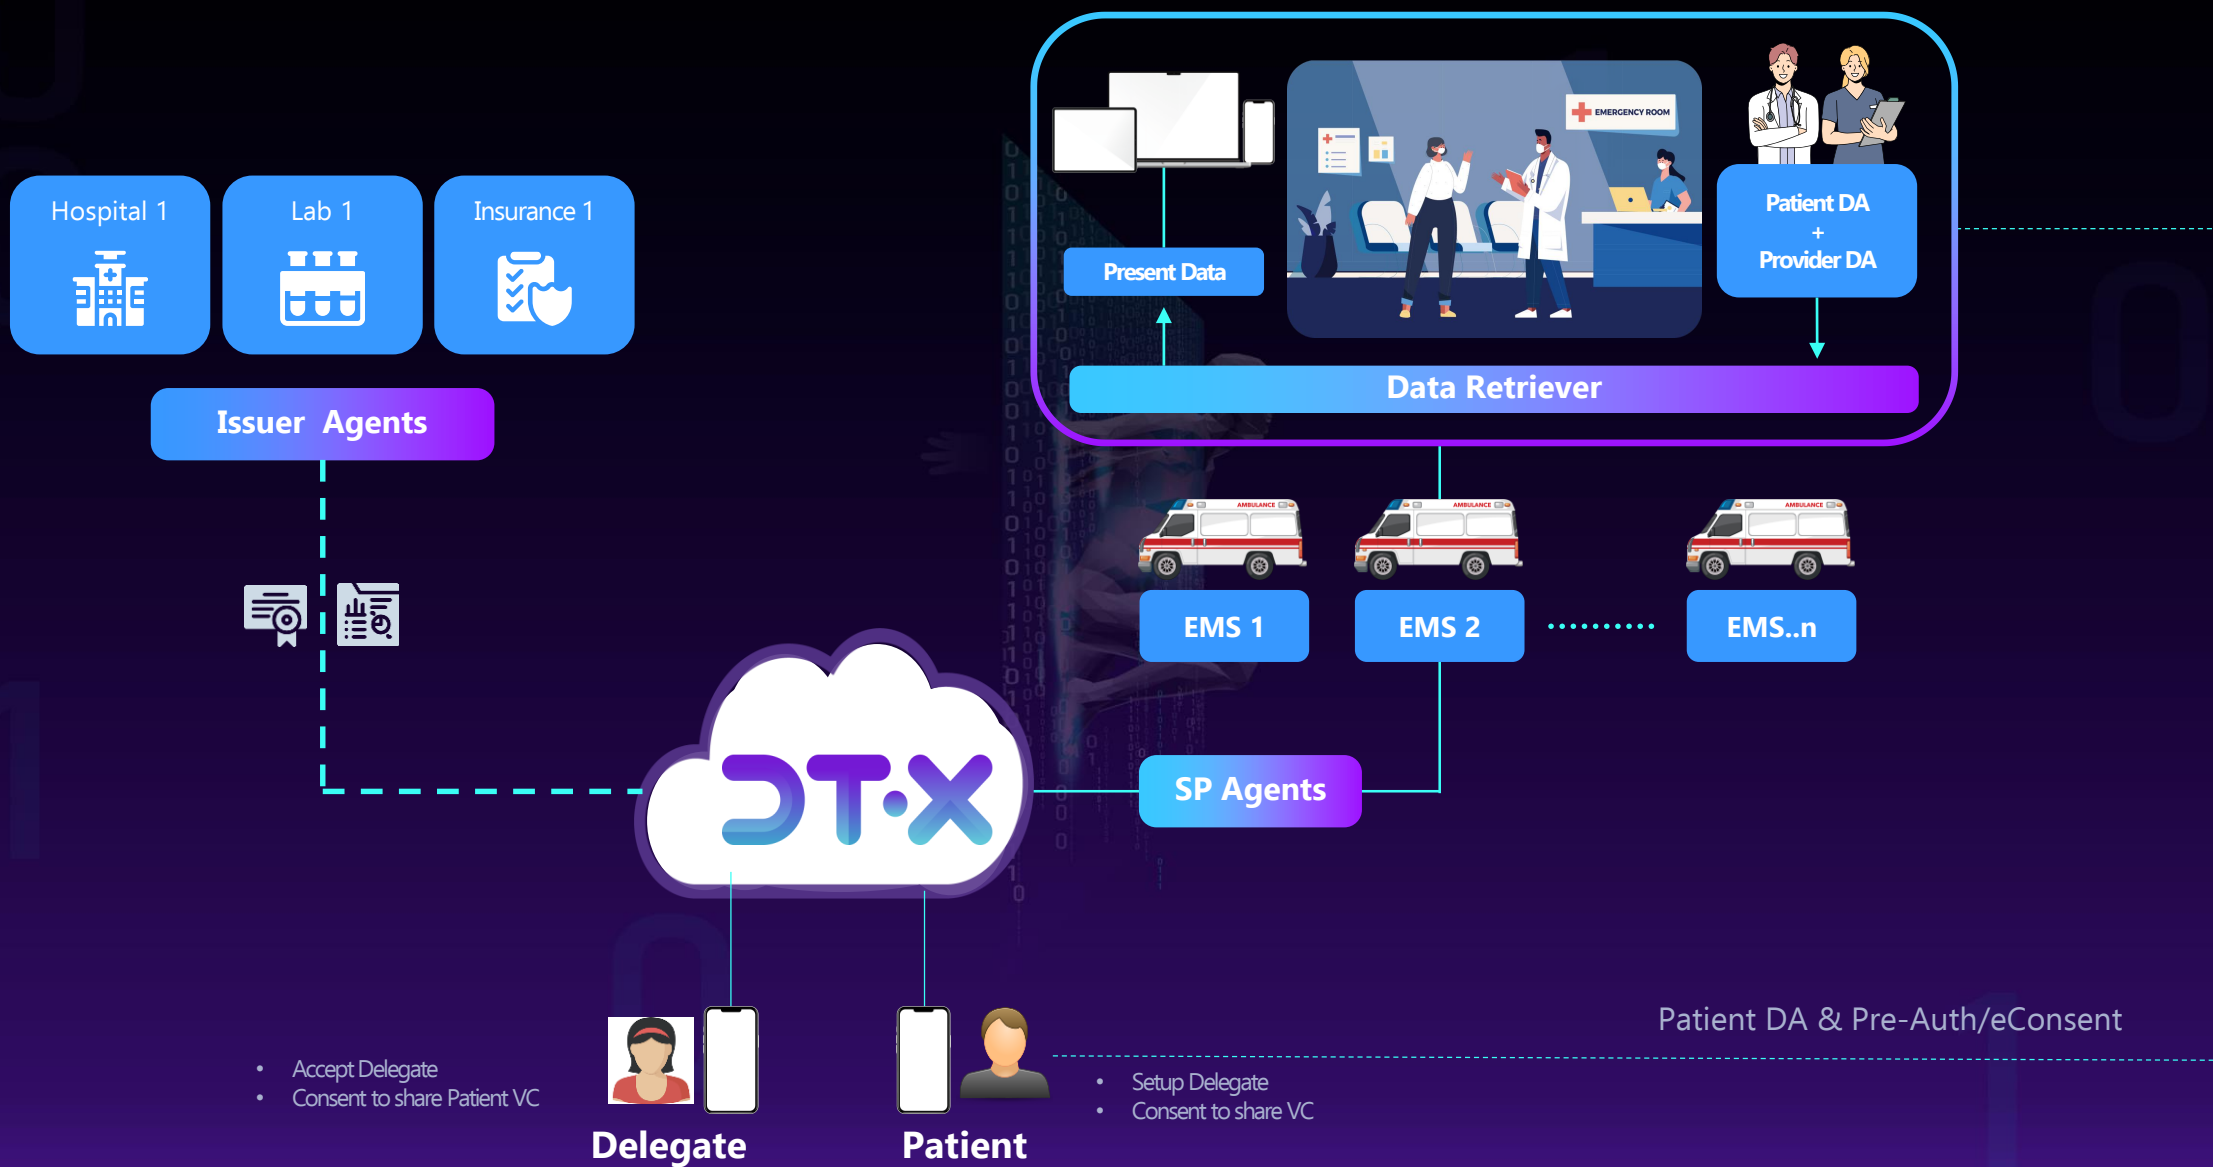 Hospital 1
Lab 1
Insurance 1
Issuer Agents
EMERGENCY ROOM
Patient DA
+
Provider DA
Present Data
Data Retriever
AMBULANCE
AMBULANCE
AMBULANCE
EMS 1
EMS 2
EMS..n
DT·X
SP Agents
Patient DA & Pre-Auth/eConsent
• Accept Delegate
• Consent to share Patient VC
• Setup Delegate
• Consent to share VC
Delegate
Patient